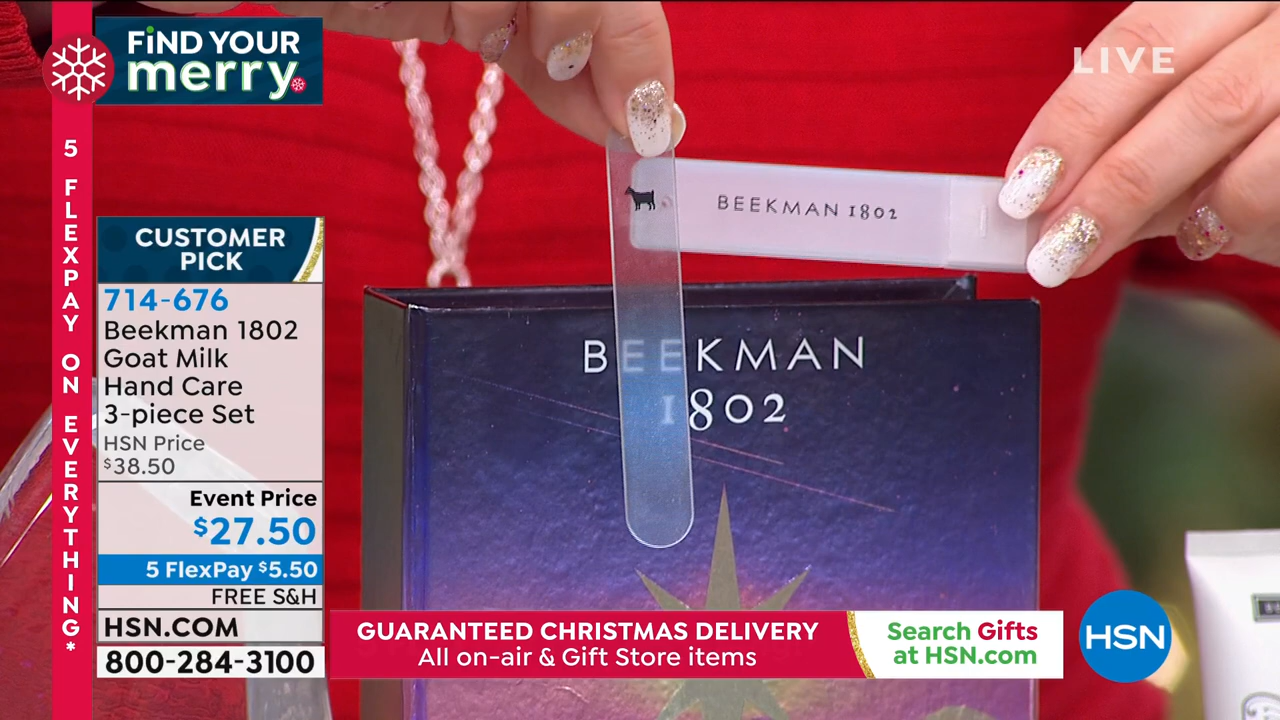 FiND YOUR
merry.
LIVE
5 FLEXPAY ON EVERYTHING*
CUSTOMER
PICK
714-676
Beekman 1802
Goat Milk
Hand Care
3-piece Set
HSN Price
$38.50
Event Price
$27.50
5 FlexPay $5.50
FREE S&H
HSN.COM
800-284-3100
BEEKMAN 1802
BEEKMAN
1802
GUARANTEED CHRISTMAS DELIVERY
All on-air & Gift Store items
Search Gifts
at HSN.com
HSN